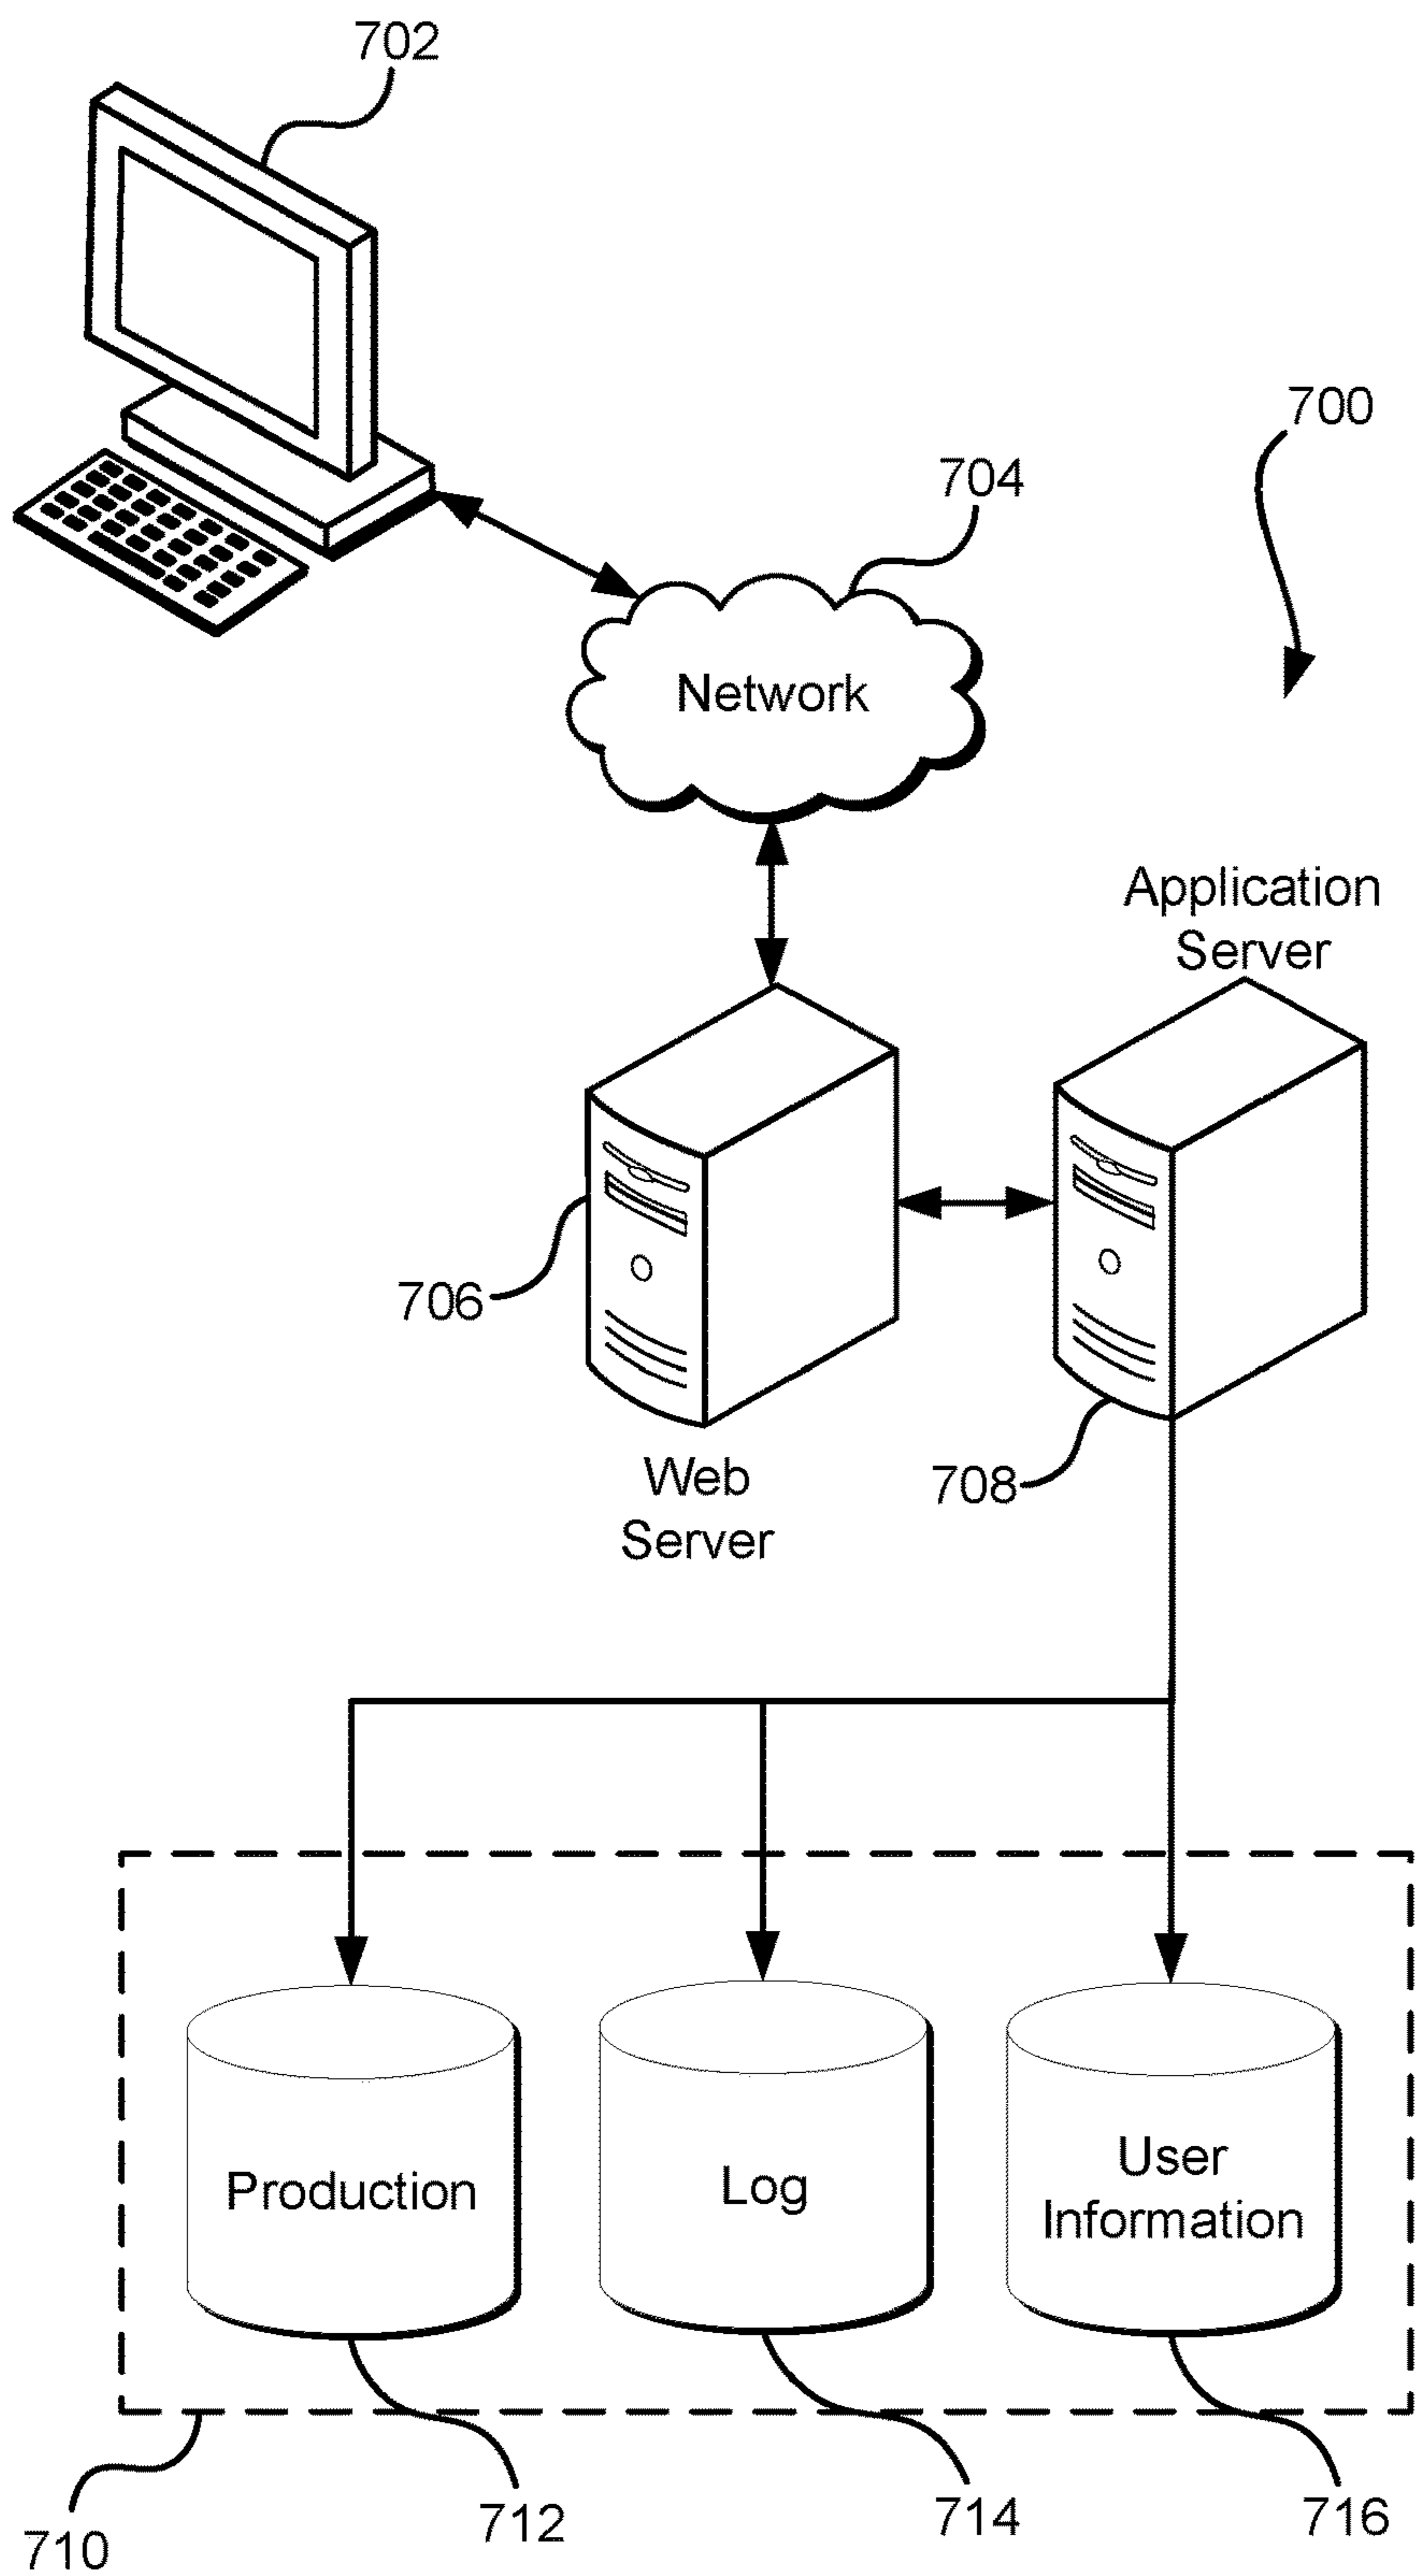 702
700
704
Network
Application
Server
706
708
Web
Server
Production
Log
User
Information
710
712
714
716